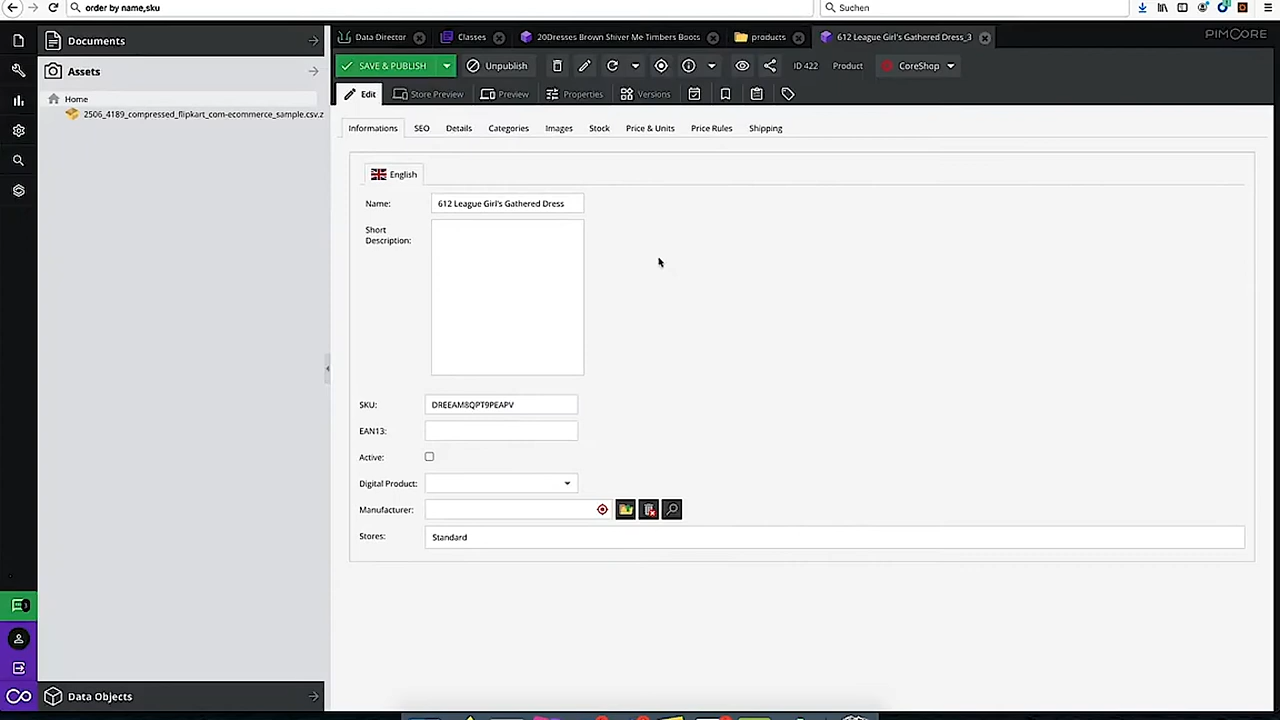 order by name,sku
Suchen
Documents
Data Director
Classes
20Dresses Brown Shiver Me Timbers Boots
products
612 League Girl's Gathered Dress_3
PIMCORE
Assets
SAVE & PUBLISH
Unpublish
ID 422
Product
CoreShop
Home
2506_4189_compressed_flipkart_com-ecommerce_sample.csv.z
Edit
Store Preview
Preview
Properties
Versions
Informations
SEO
Details
Categories
Images
Stock
Price & Units
Price Rules
Shipping
English
Name:
612 League Girl's Gathered Dress
Short
Description:
SKU:
DREEAM8QPT9PEAPV
EAN13:
Active:
Digital Product:
Manufacturer:
Stores:
Standard
Data Objects